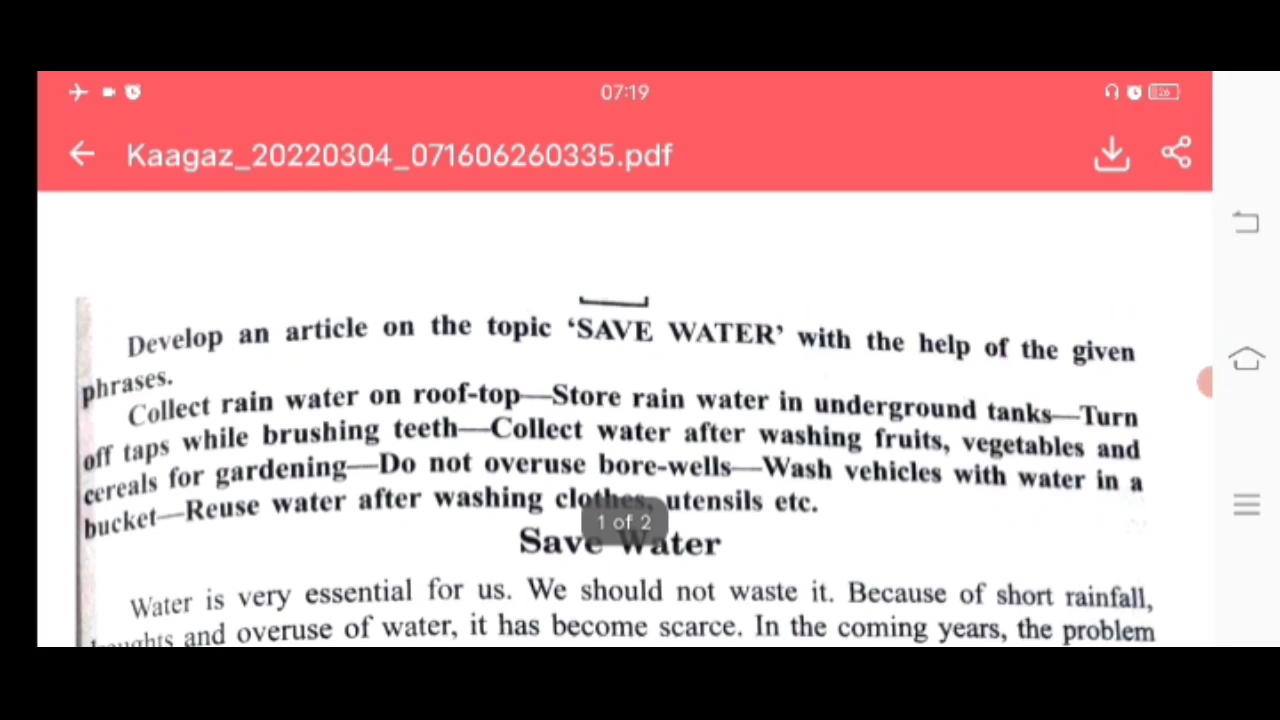 07:19
26
Kaagaz_20220304_071606260335.pdf
Develop an article on the topic ‘SAVE WATER’ with the help of the given
phrases.
Collect rain water on roof-top—Store rain water in underground tanks—Turn
off taps while brushing teeth—Collect water after washing fruits, vegetables and
cereals for gardening—Do not overuse bore-wells—Wash vehicles with water in a
bucket—Reuse water after washing clothes, utensils etc.
1 of 2
Save Water
Water is very essential for us. We should not waste it. Because of short rainfall,
and overuse of water, it has become scarce. In the coming years, the problem